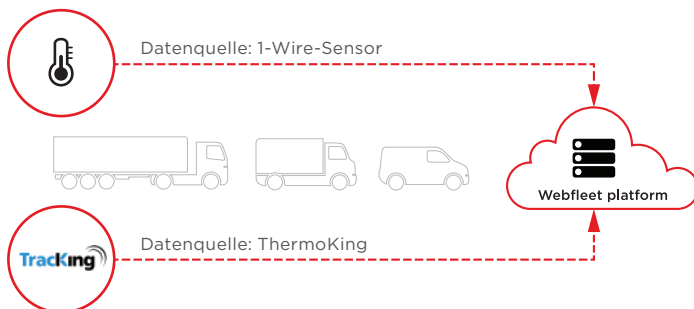 Datenquelle: 1-Wire-Sensor
Webfleet platform
Datenquelle: ThermoKing
TracKing